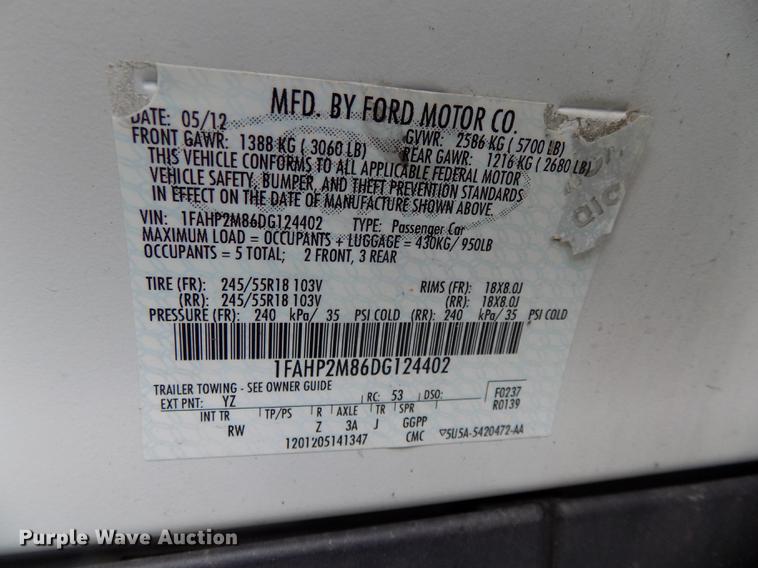 MFD. BY FORD MOTOR CO.
DATE: 05/12 GVWR: 2586 KG ( 5700 LB)
FRONT GAWR: 1388 KG ( 3060 LB) REAR GAWR: 1216 KG ( 2680 LB)
THIS VEHICLE CONFORMS TO ALL APPLICABLE FEDERAL MOTOR
VEHICLE SAFETY, BUMPER, AND THEFT PREVENTION STANDARDS
IN EFFECT ON THE DATE OF MANUFACTURE SHOWN ABOVE.
VIN: 1FAHP2M86DG124402 TYPE: Passenger Car
MAXIMUM LOAD = OCCUPANTS + LUGGAGE = 430KG/ 950LB
OCCUPANTS = 5 TOTAL; 2 FRONT, 3 REAR
TIRE (FR): 245/55R18 103V RIMS (FR): 18X8.0J
(RR): 245/55R18 103V (RR): 18X8.0J
PRESSURE (FR): 240 kPa/ 35 PSI COLD (RR): 240 kPa/35 PSI COLD
1FAHP2M86DG124402
TRAILER TOWING - SEE OWNER GUIDE
EXT PNT: YZ RC: 53 DSO: F0237
R0139
INT TR TP/PS R AXLE TR SPR
RW Z 3A J GGPP
1201205141347 CMC ▽5U5A-5420472-AA
Purple Wave Auction